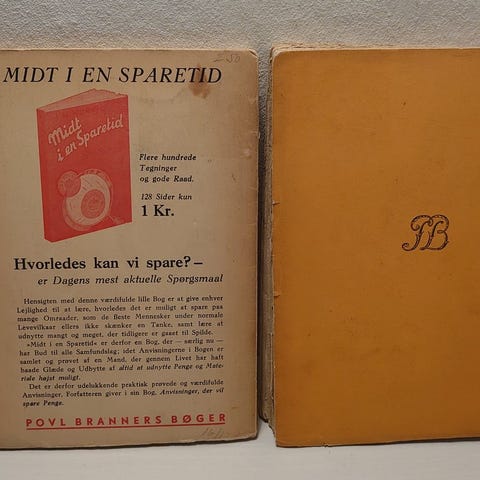 2.50
MIDT I EN SPARETID
Midt
i en Sparetid
Flere hundrede
Tegninger
og gode Raad.
128 Sider kun
1 Kr.
Hvorledes kan vi spare? —
er Dagens mest aktuelle Spørgsmaal
Hensigten med denne værdifulde lille Bog er at give enhver
Lejlighed til at lære, hvorledes det er muligt at spare paa
mange Omraader, som de fleste Mennesker under normale
Levevilkaar ellers ikke skænker en Tanke, samt lære at
udnytte mangt og meget, der tidligere er gaaet til Spilde.
»Midt i en Sparetid« er derfor en Bog, der — særlig nu —
har Bud til alle Samfundslag; idet Anvisningerne i Bogen er
samlet og prøvet af en Mand, der gennem Livet har haft
baade Glæde og Udbytte af altid at udnytte Penge og Mate-
riale højst muligt.
Det er derfor udelukkende praktisk prøvede og værdifulde
Anvisninger, Forfatteren giver i sin Bog, Anvisninger, der vil
spare Penge.
POVL BRANNERS BØGER
PB